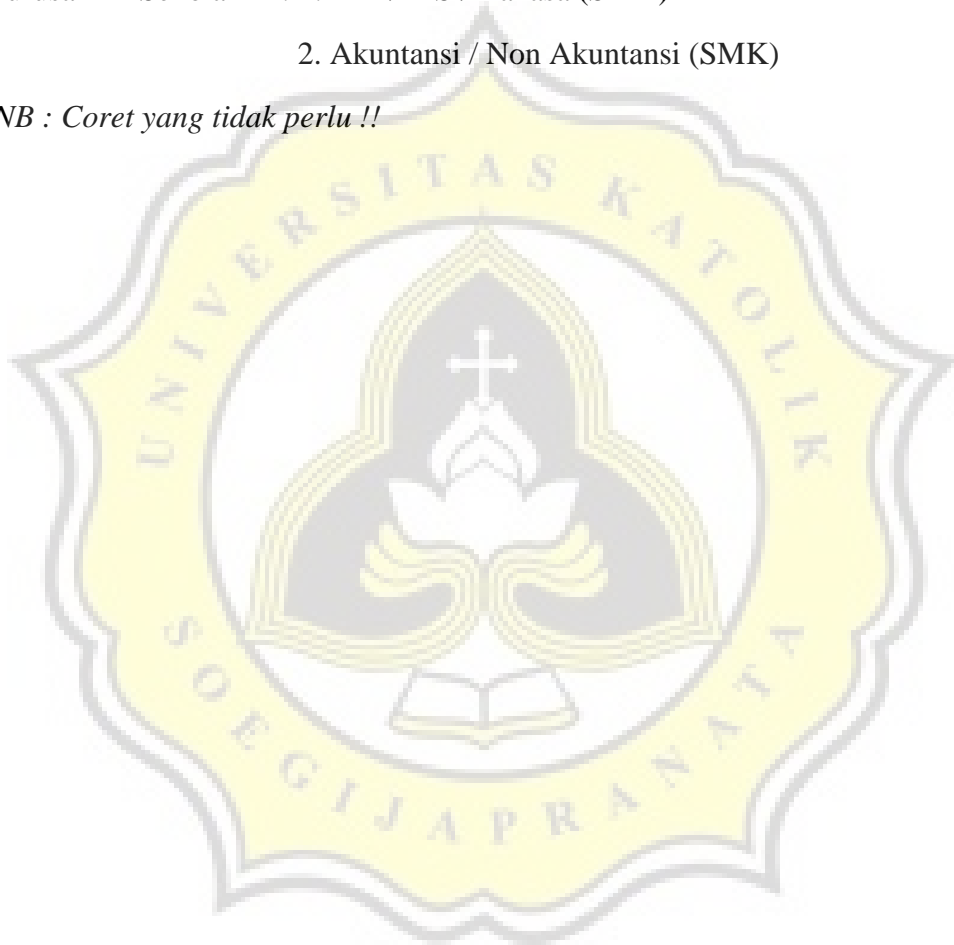 2. Akuntansi / Non Akuntansi (SMK)
NB : Coret yang tidak perlu !!
UNIVERSITAS KATOLIK
SOEGIJAPRANATA